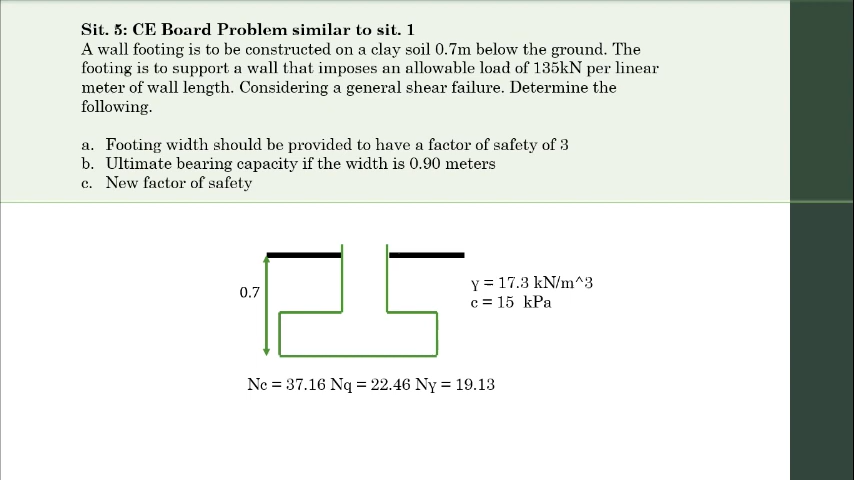 Sit. 5: CE Board Problem similar to sit. 1
A wall footing is to be constructed on a clay soil 0.7m below the ground. The
footing is to support a wall that imposes an allowable load of 135kN per linear
meter of wall length. Considering a general shear failure. Determine the
following.
a. Footing width should be provided to have a factor of safety of 3
b. Ultimate bearing capacity if the width is 0.90 meters
c. New factor of safety
0.7
γ = 17.3 kN/m^3
c = 15 kPa
Nc = 37.16 Nq = 22.46 Nγ = 19.13